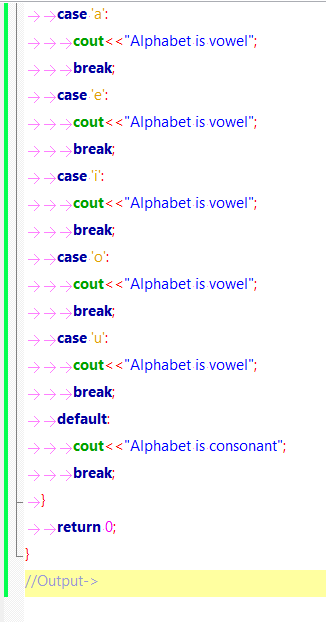 case 'a':
cout<<"Alphabet is vowel";
break;
case 'e':
cout<<"Alphabet is vowel";
break;
case 'i':
cout<<"Alphabet is vowel";
break;
case 'o':
cout<<"Alphabet is vowel";
break;
case 'u':
cout<<"Alphabet is vowel";
break;
default:
cout<<"Alphabet is consonant";
break;
}
return 0;
}
//Output->